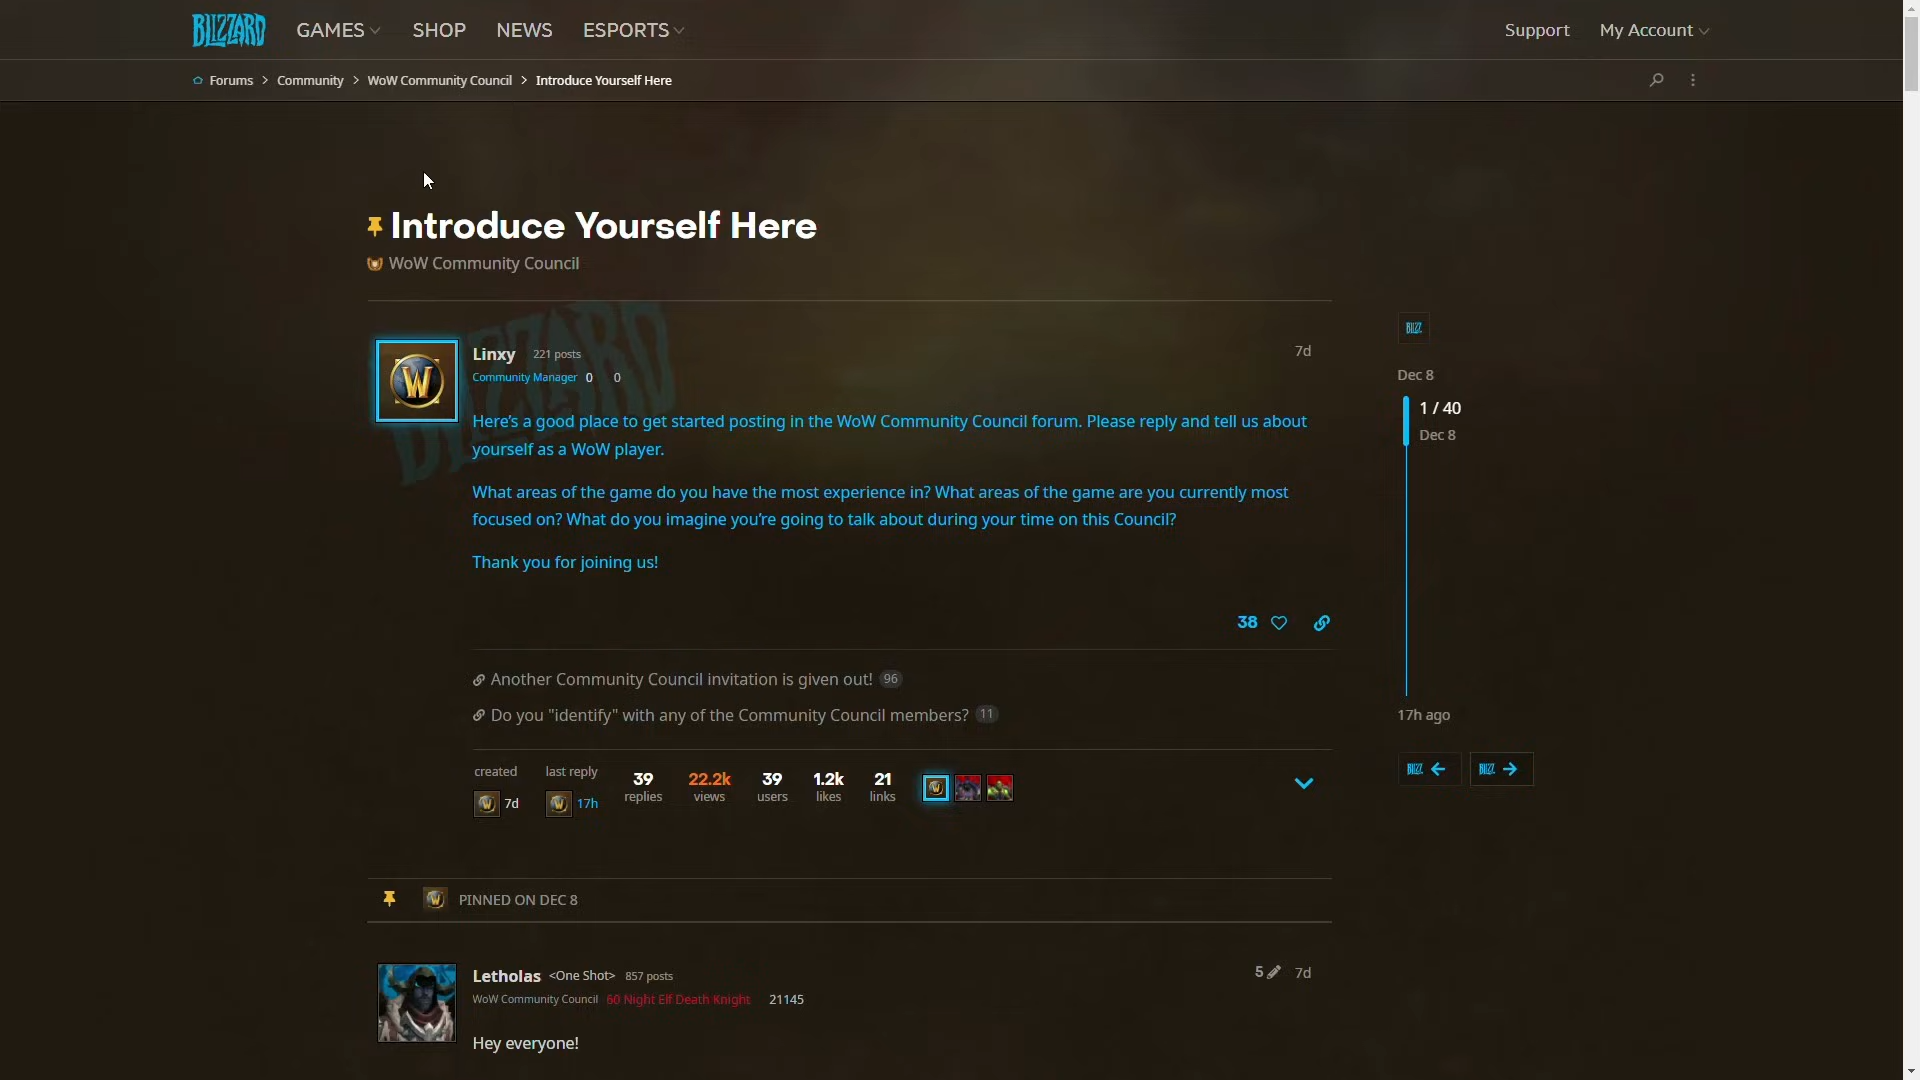 BLIZZARD GAMES SHOP NEWS ESPORTS Support My Account
Forums > Community > WoW Community Council > Introduce Yourself Here
Introduce Yourself Here
WoW Community Council
BLIZZARD
Linxy 221 posts 7d
Community Manager 0 0
Here's a good place to get started posting in the WoW Community Council forum. Please reply and tell us about
yourself as a WoW player.
What areas of the game do you have the most experience in? What areas of the game are you currently most
focused on? What do you imagine you're going to talk about during your time on this Council?
Thank you for joining us!
38
Another Community Council invitation is given out! 96
Do you "identify" with any of the Community Council members? 11
created last reply 39 22.2k 39 1.2k 21
7d 17h replies views users likes links
PINNED ON DEC 8
Letholas <One Shot> 857 posts 5 7d
WoW Community Council 60 Night Elf Death Knight 21145
Hey everyone!
BLIZZ
Dec 8
1 / 40
Dec 8
17h ago
BLIZZ BLIZZ